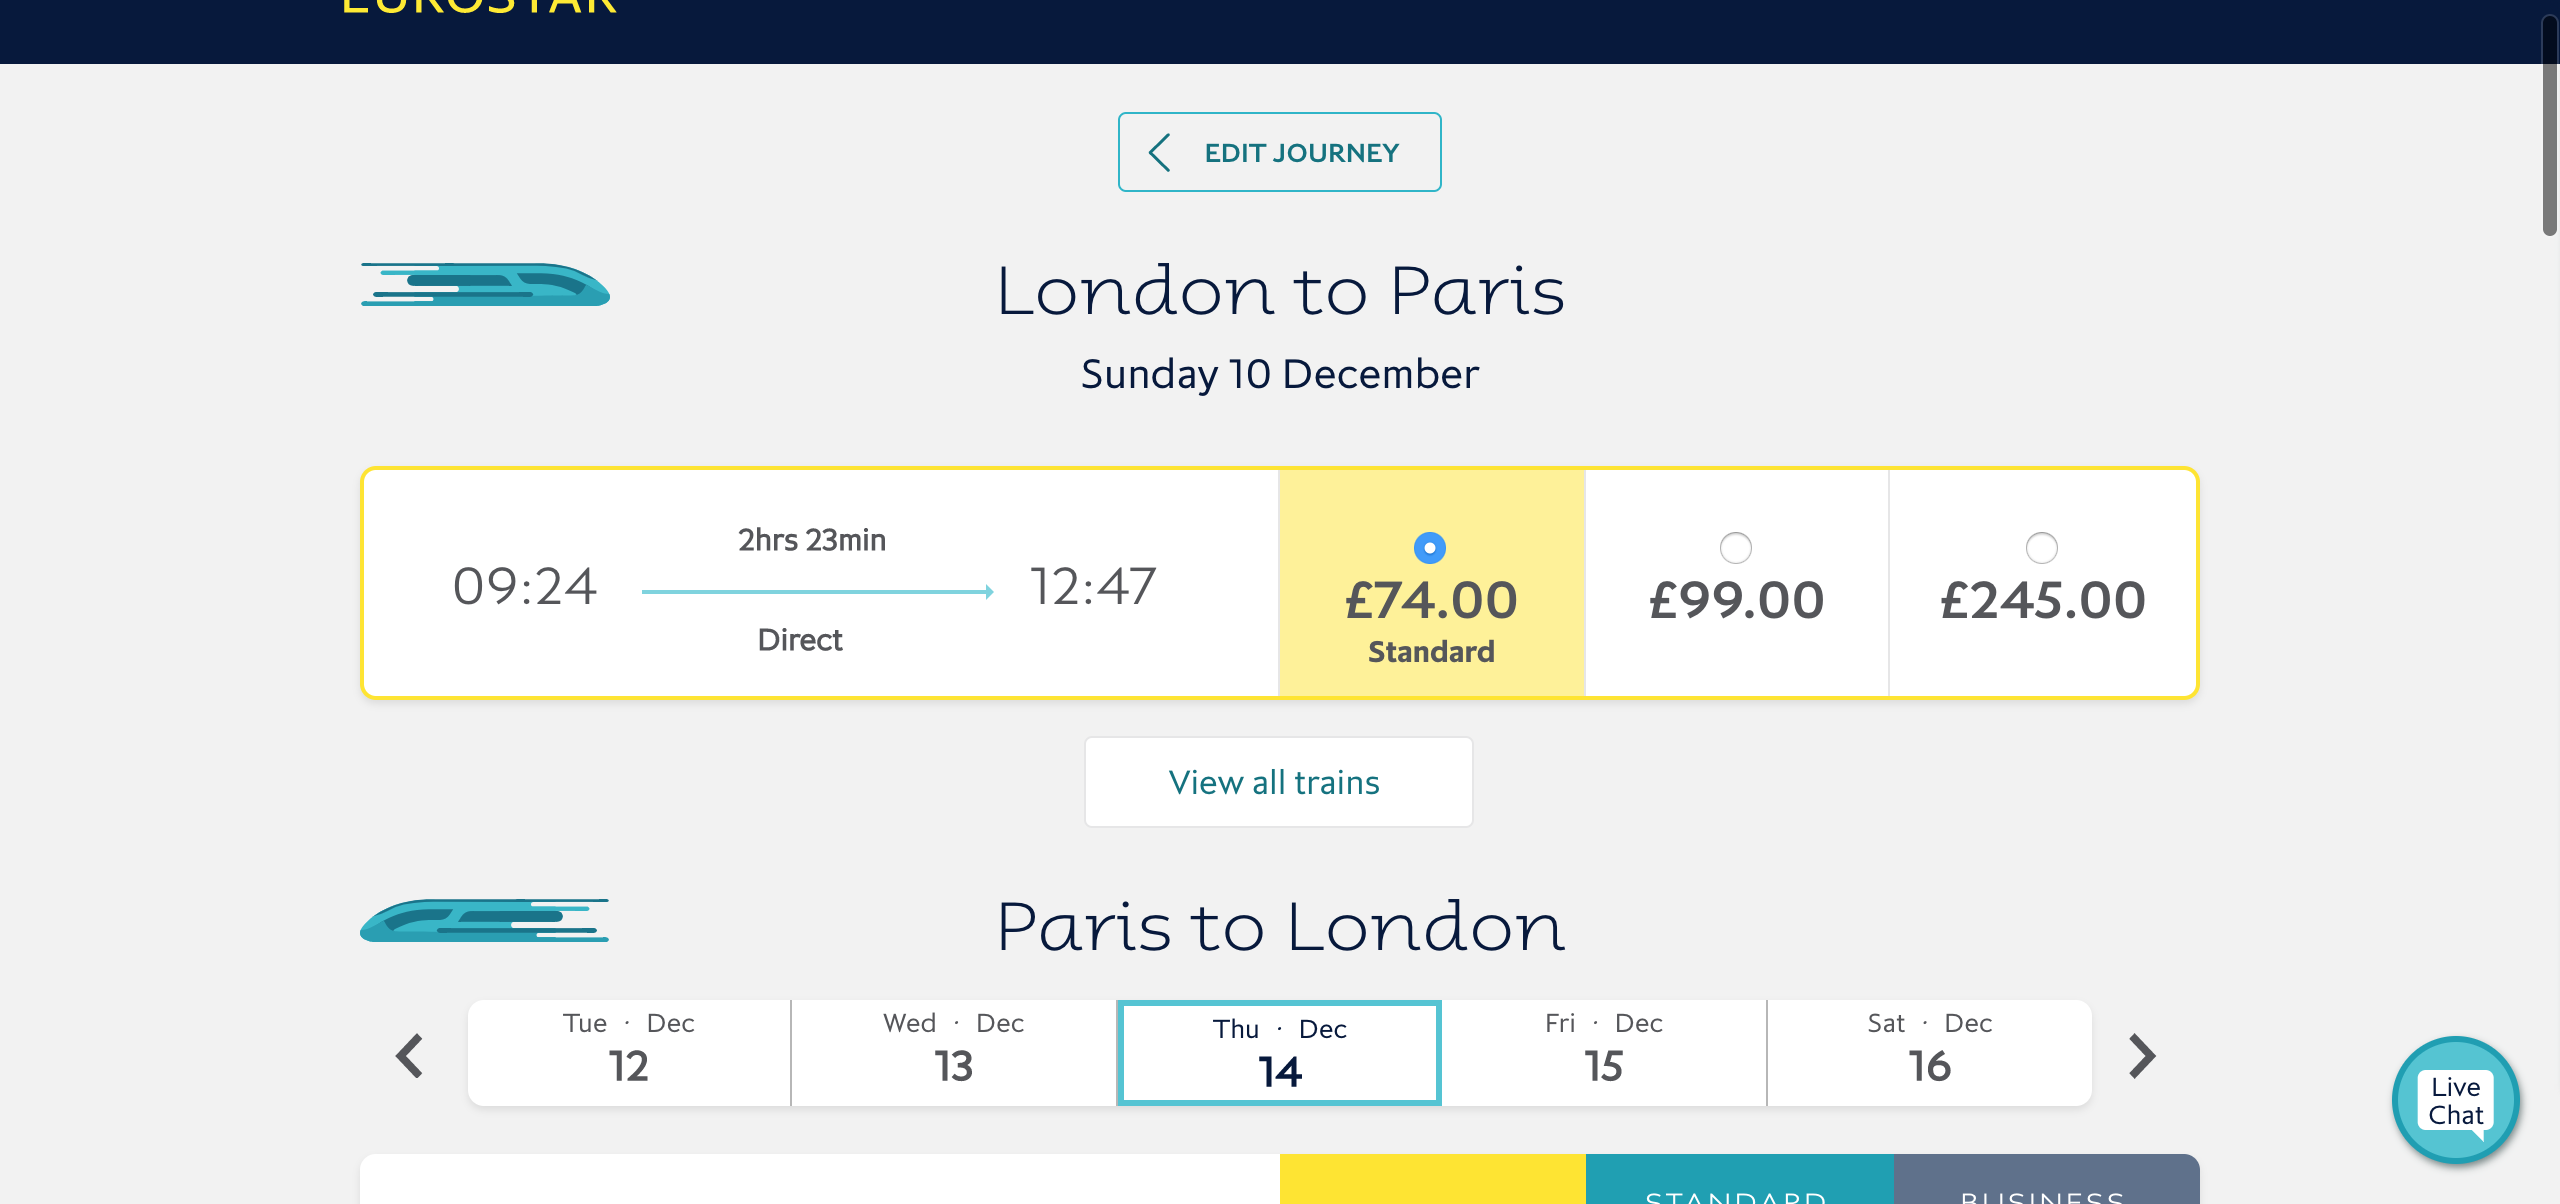 EUROSTAR
EDIT JOURNEY
London to Paris
Sunday 10 December
09:24
2hrs 23min
Direct
12:47
£74.00
Standard
£99.00
£245.00
View all trains
Paris to London
Tue · Dec
12
Wed · Dec
13
Thu · Dec
14
Fri · Dec
15
Sat · Dec
16
Live
Chat
STANDARD
BUSINESS